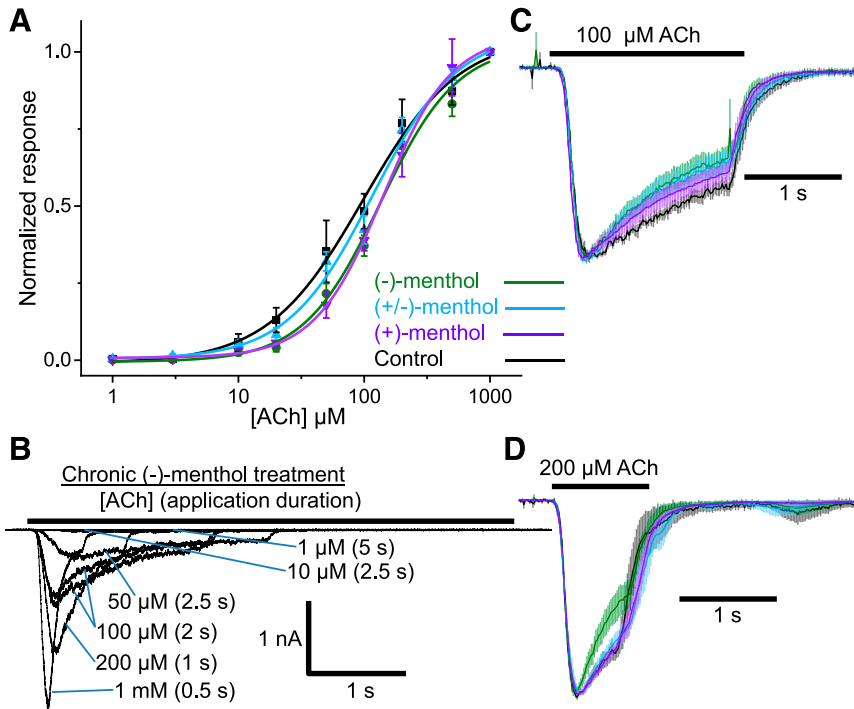 A
Normalized response
1.0
0.5
0.0
1
10
100
1000
[ACh] µM
(-)-menthol
(+/-)-menthol
(+)-menthol
Control
B
Chronic (-)-menthol treatment
[ACh] (application duration)
1 µM (5 s)
10 µM (2.5 s)
50 µM (2.5 s)
100 µM (2 s)
200 µM (1 s)
1 mM (0.5 s)
1 nA
1 s
C
100 µM ACh
1 s
D
200 µM ACh
1 s